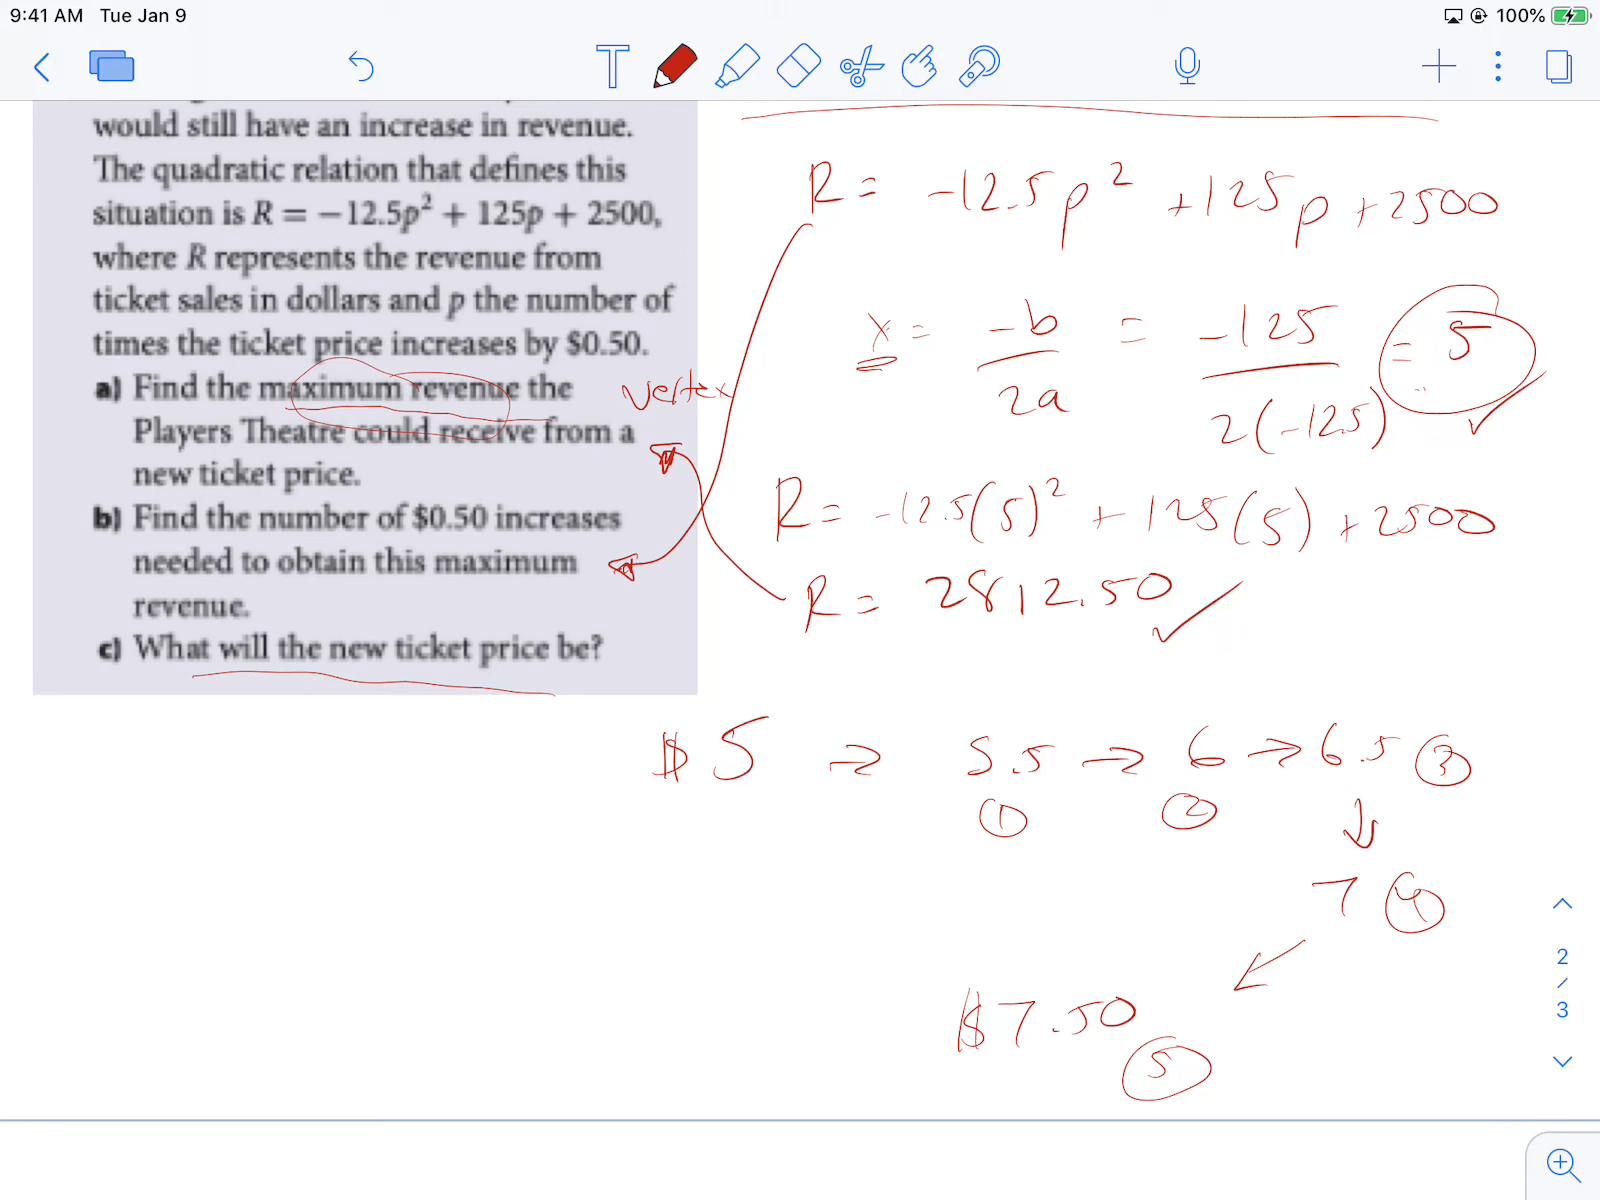 9:41 AM Tue Jan 9
100%
T
would still have an increase in revenue.
The quadratic relation that defines this
situation is R = −12.5p² + 125p + 2500,
where R represents the revenue from
ticket sales in dollars and p the number of
times the ticket price increases by $0.50.
a) Find the maximum revenue the
Players Theatre could receive from a
new ticket price.
b) Find the number of $0.50 increases
needed to obtain this maximum
revenue.
c) What will the new ticket price be?
vertex
R = -12.5p² +125p +2500
x = -b/2a = -125/2(-12.5) = 5
R = -12.5(5)² + 125(5) +2500
R = 2812.50 ✓
$5 → 5.5 → 6 → 6.5 ③
① ②
↓
7 ④
$7.50
⑤
2
/
3